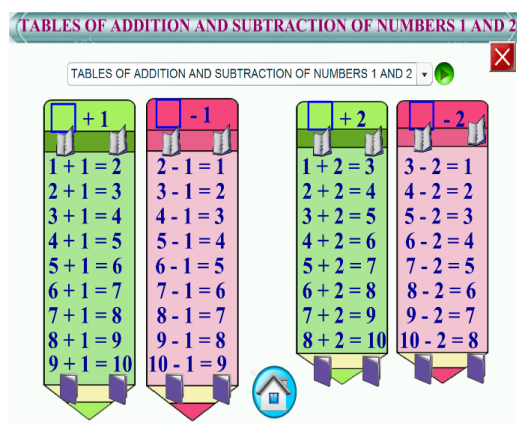 TABLES OF ADDITION AND SUBTRACTION OF NUMBERS 1 AND 2
TABLES OF ADDITION AND SUBTRACTION OF NUMBERS 1 AND 2
+ 1
1 + 1 = 2
2 + 1 = 3
3 + 1 = 4
4 + 1 = 5
5 + 1 = 6
6 + 1 = 7
7 + 1 = 8
8 + 1 = 9
9 + 1 = 10
- 1
2 - 1 = 1
3 - 1 = 2
4 - 1 = 3
5 - 1 = 4
6 - 1 = 5
7 - 1 = 6
8 - 1 = 7
9 - 1 = 8
10 - 1 = 9
+ 2
1 + 2 = 3
2 + 2 = 4
3 + 2 = 5
4 + 2 = 6
5 + 2 = 7
6 + 2 = 8
7 + 2 = 9
8 + 2 = 10
- 2
3 - 2 = 1
4 - 2 = 2
5 - 2 = 3
6 - 2 = 4
7 - 2 = 5
8 - 2 = 6
9 - 2 = 7
10 - 2 = 8